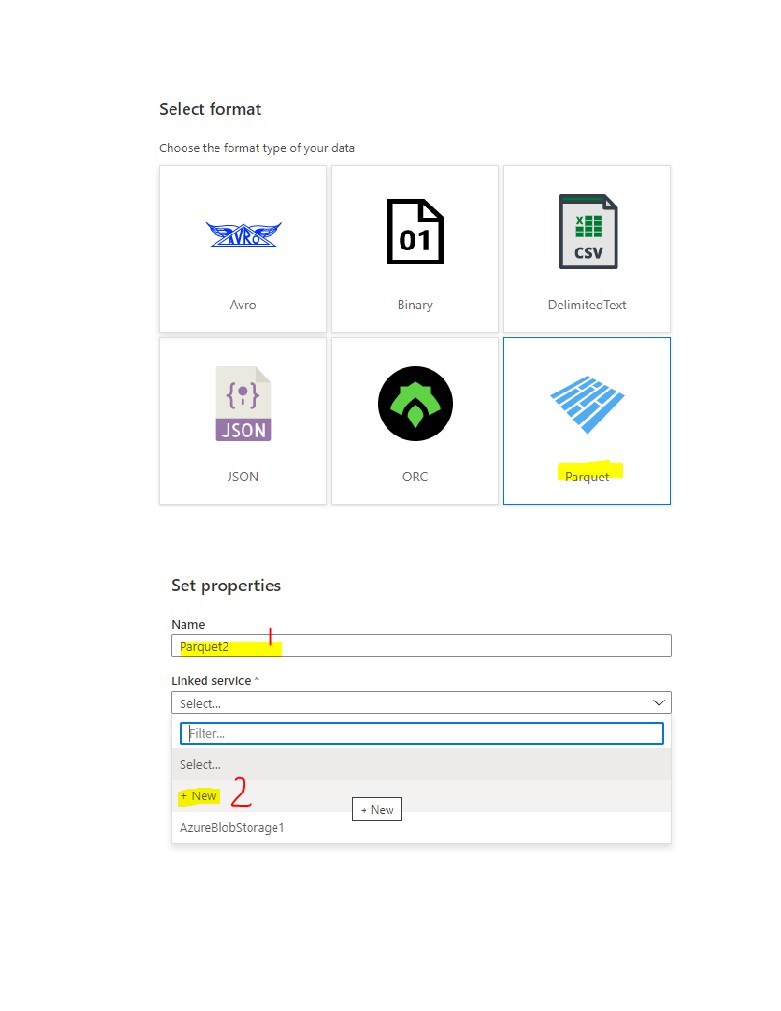 Select format
Choose the format type of your data
AVRO
01
X
CSV
Avro
Binary
DelimitedText
{ }
JSON
JSON
ORC
Parquet
Set properties
Name
1
Parquet2
Linked service *
Select...
Filter...
Select...
+ New
2
+ New
AzureBlobStorage1